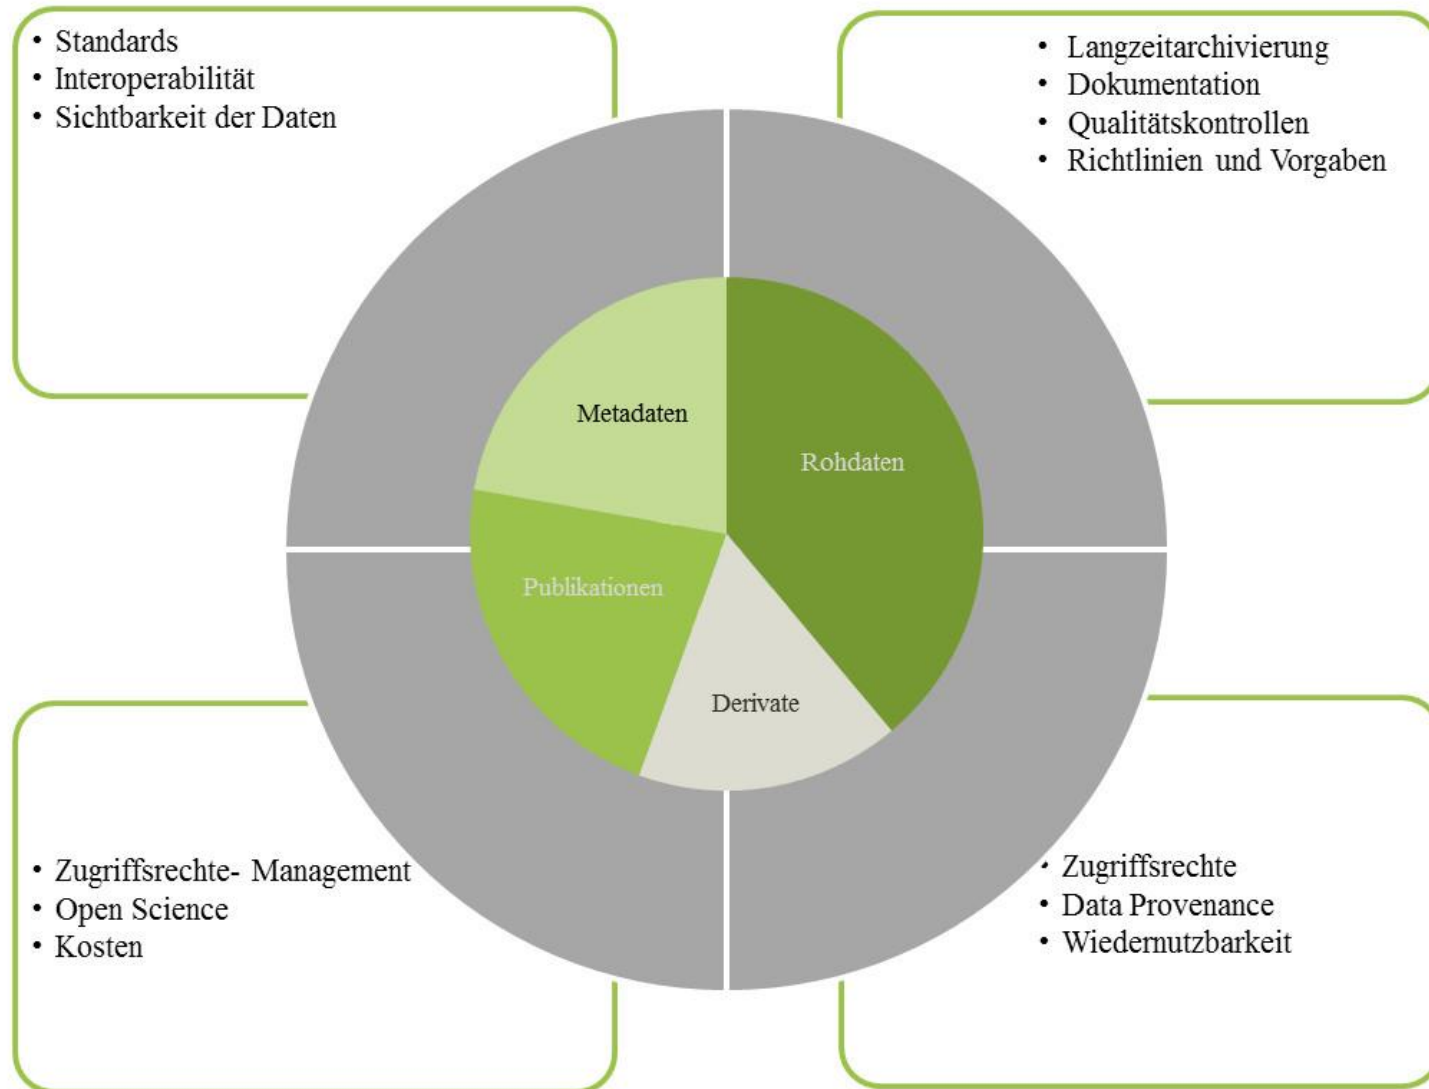 • Standards
• Interoperabilität
• Sichtbarkeit der Daten
• Langzeitarchivierung
• Dokumentation
• Qualitätskontrollen
• Richtlinien und Vorgaben
Metadaten
Rohdaten
Publikationen
Derivate
• Zugriffsrechte- Management
• Open Science
• Kosten
• Zugriffsrechte
• Data Provenance
• Wiedernutzbarkeit